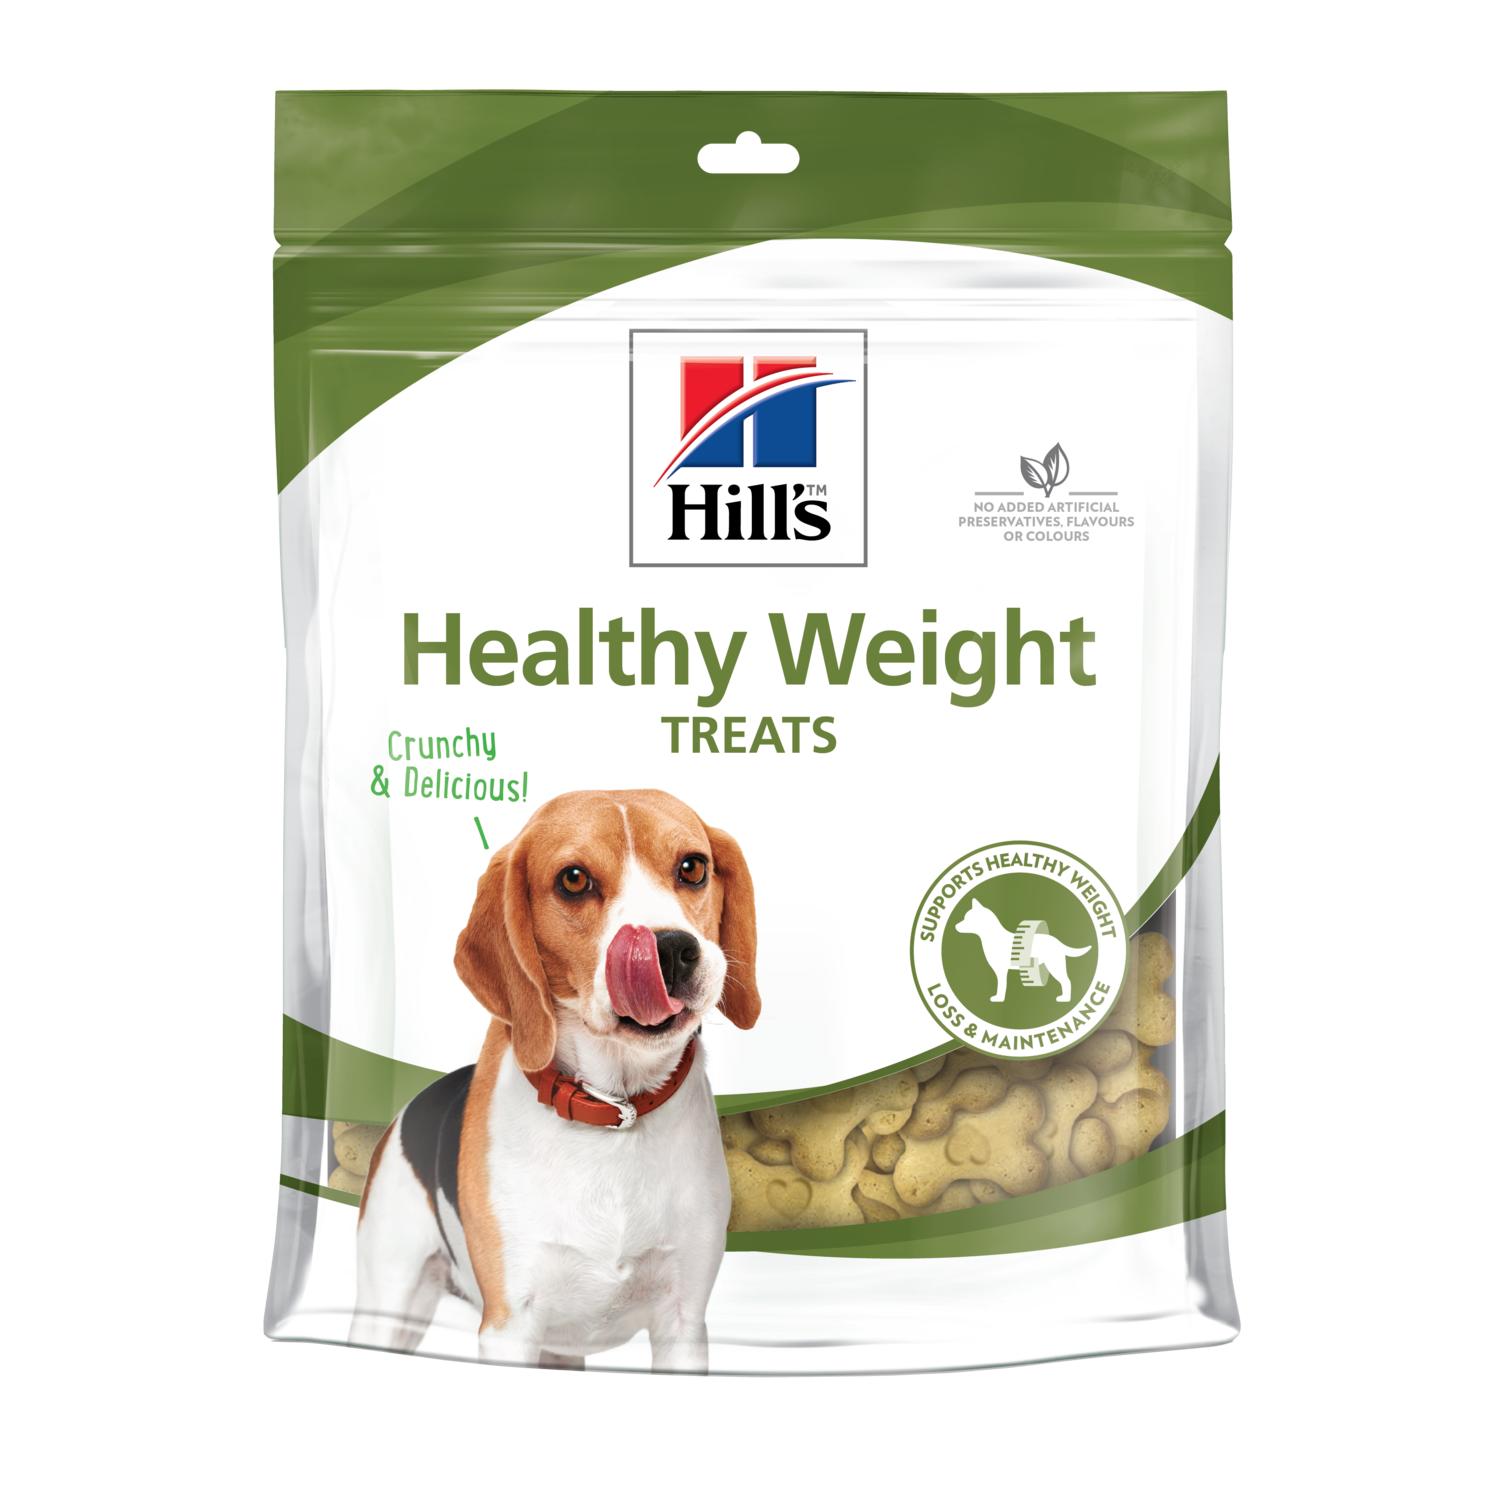 Hill's™
NO ADDED ARTIFICIAL
PRESERVATIVES, FLAVOURS
OR COLOURS
Healthy Weight
TREATS
Crunchy
& Delicious!
SUPPORTS HEALTHY WEIGHT
LOSS & MAINTENANCE